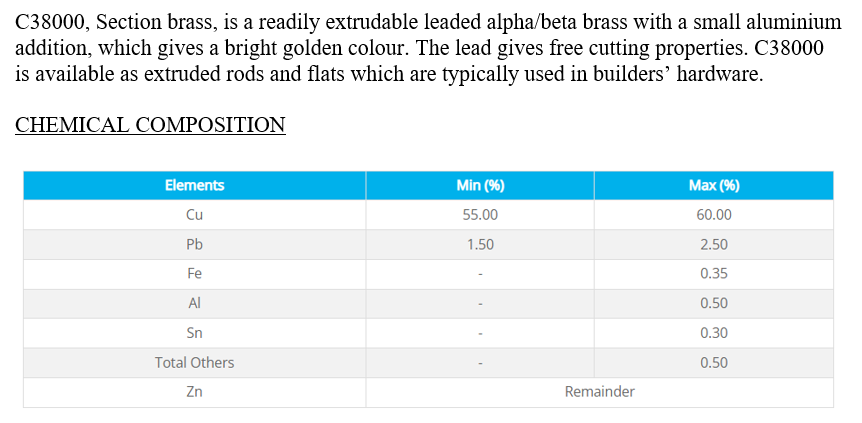 C38000, Section brass, is a readily extrudable leaded alpha/beta brass with a small aluminium
addition, which gives a bright golden colour. The lead gives free cutting properties. C38000
is available as extruded rods and flats which are typically used in builders’ hardware.
CHEMICAL COMPOSITION
Elements Min (%) Max (%)
Cu 55.00 60.00
Pb 1.50 2.50
Fe - 0.35
Al - 0.50
Sn - 0.30
Total Others - 0.50
Zn Remainder